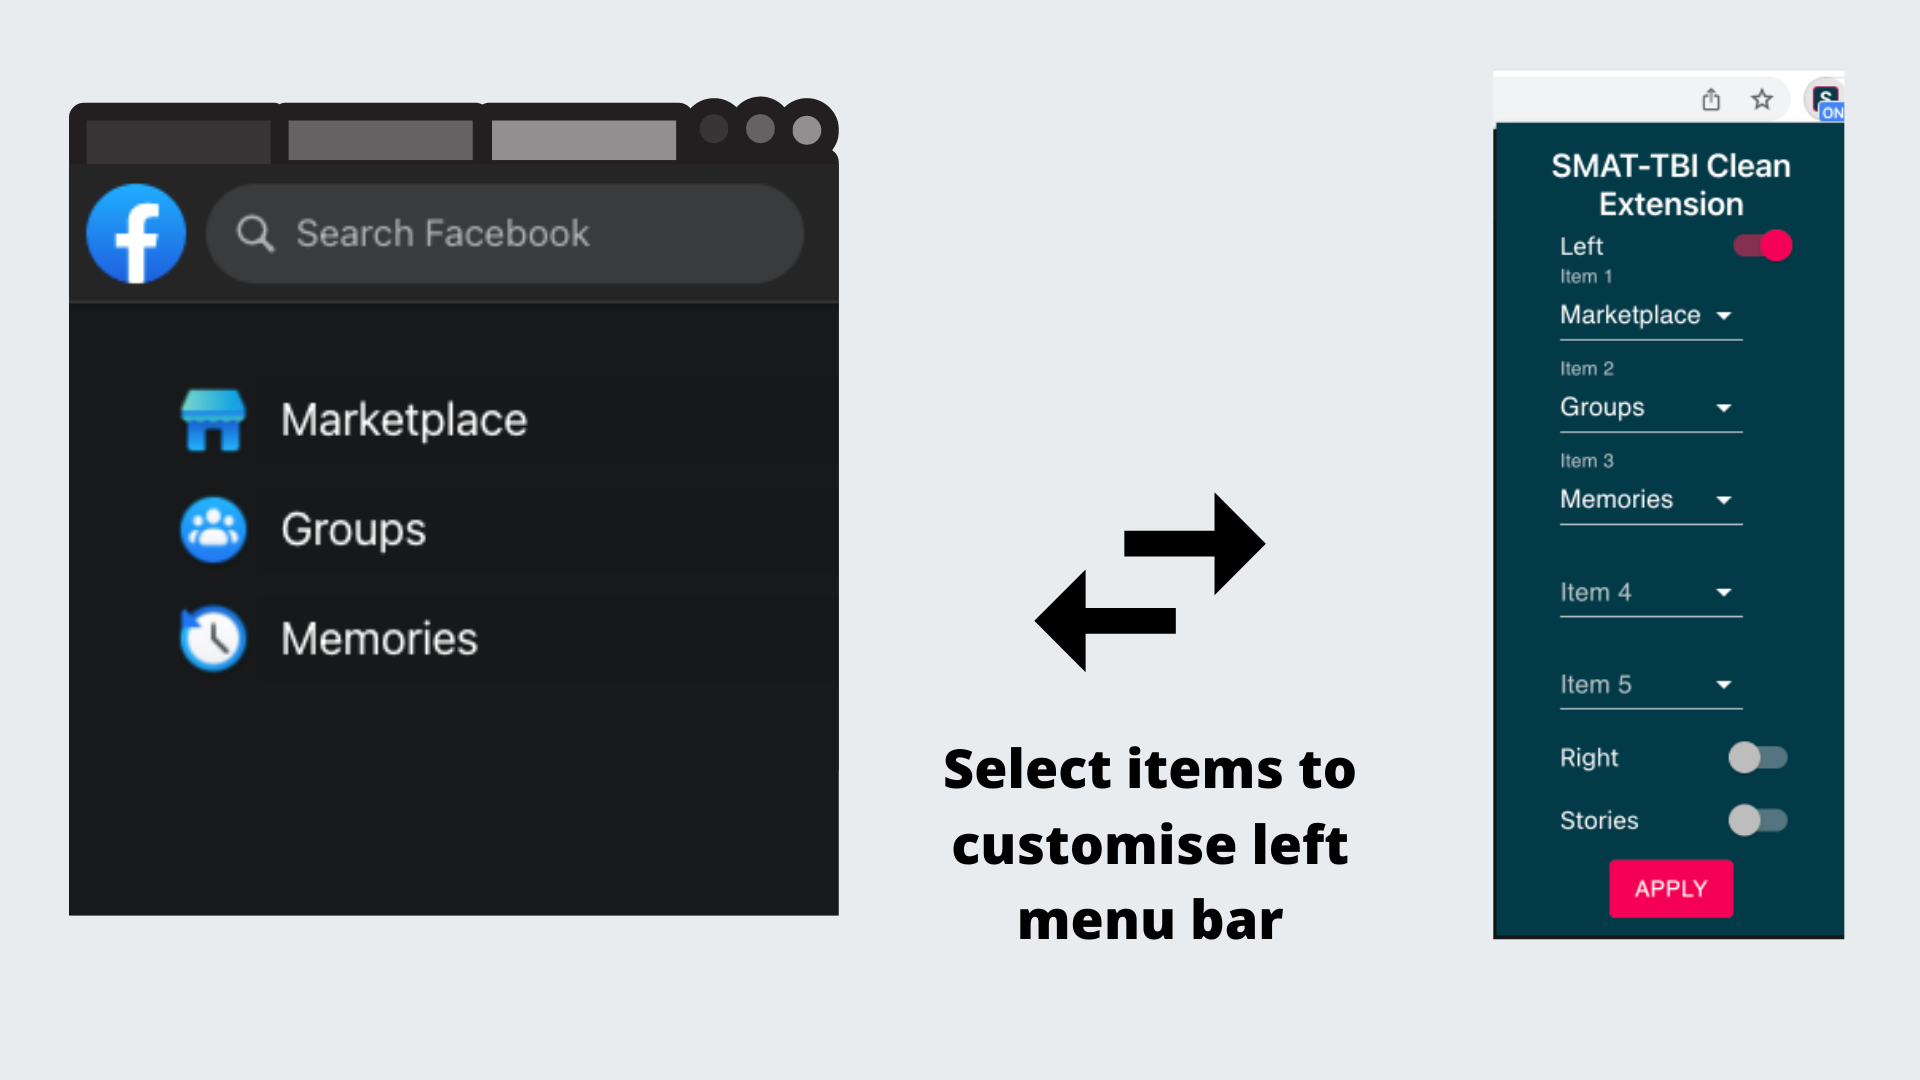 Search Facebook
Marketplace
Groups
Memories
Select items to
customise left
menu bar
S
ON
SMAT-TBI Clean
Extension
Left
Item 1
Marketplace
Item 2
Groups
Item 3
Memories
Item 4
Item 5
Right
Stories
APPLY